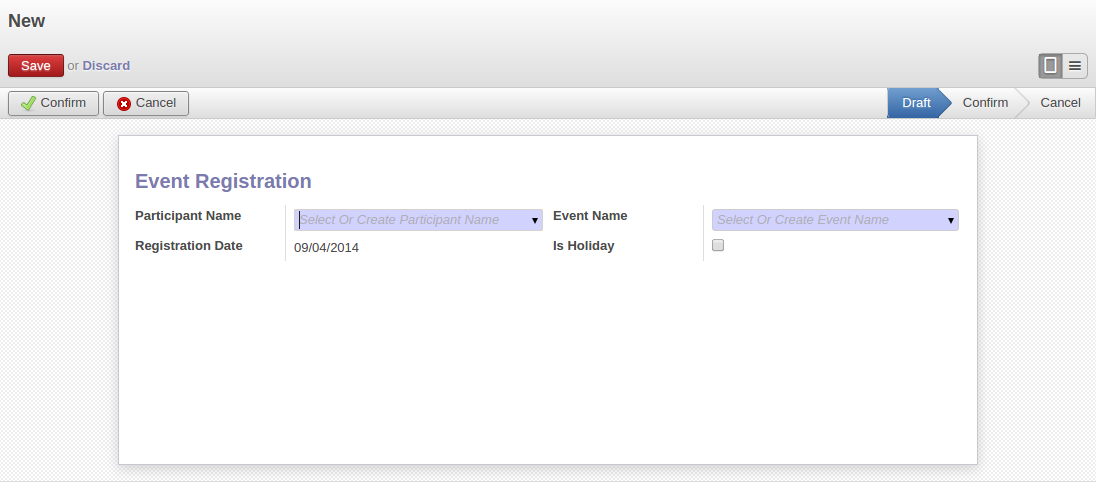 New
Save or Discard
Confirm Cancel Draft Confirm Cancel
Event Registration
Participant Name Select Or Create Participant Name Event Name Select Or Create Event Name
Registration Date 09/04/2014 Is Holiday